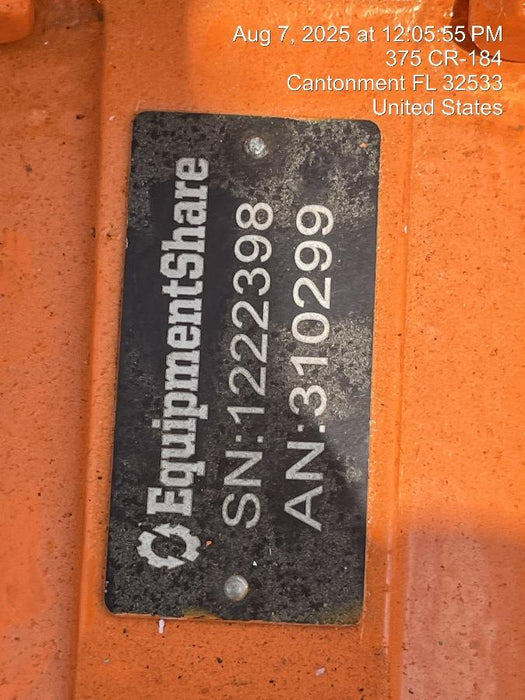 Aug 7, 2025 at 12:05:55 PM
375 CR-184
Cantonment FL 32533
United States
EquipmentShare
SN:1222398
AN:310299